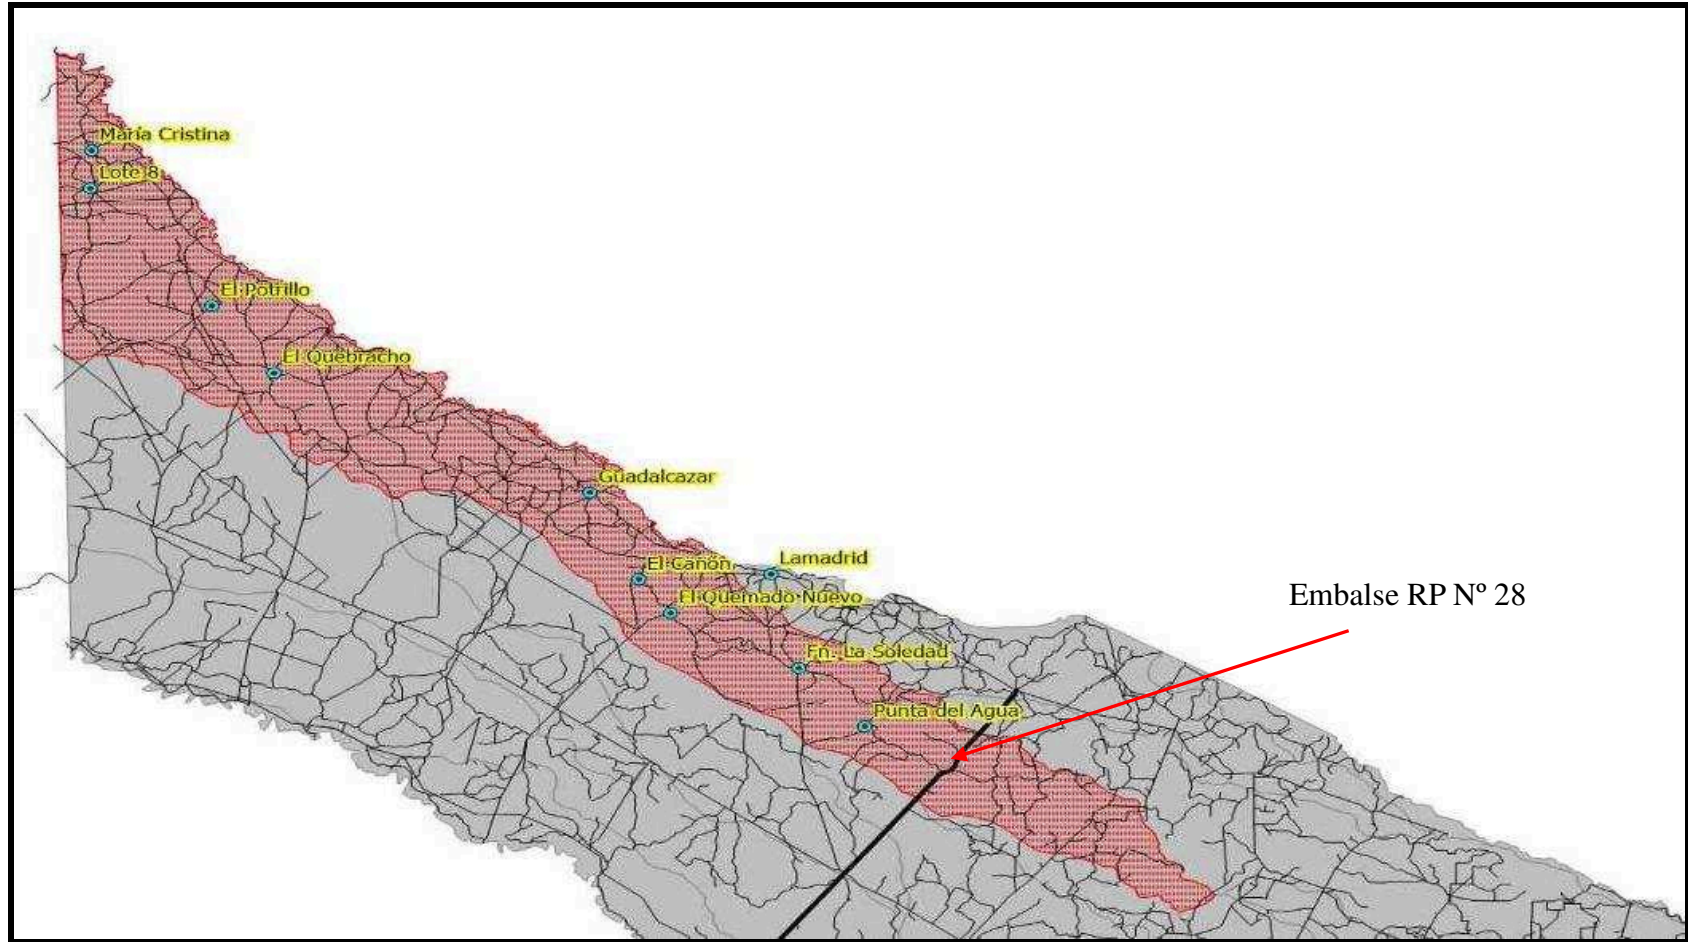 María Cristina
Lote 8
El Potrillo
El Quebracho
Guadalcazar
Lamadrid
El Cañón
El Quemado Nuevo
Embalse RP Nº 28
Fn. La Soledad
Punta del Agua